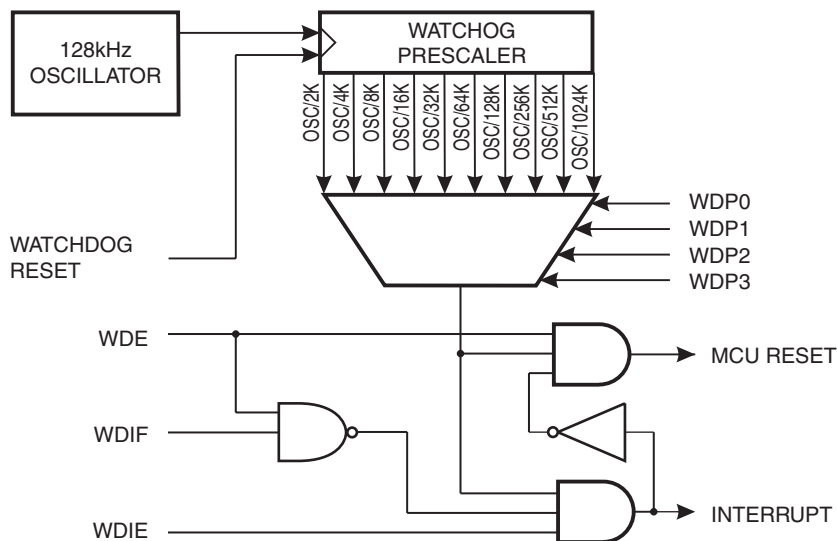 128kHz
OSCILLATOR
WATCHOG
PRESCALER
OSC/2K
OSC/4K
OSC/8K
OSC/16K
OSC/32K
OSC/64K
OSC/128K
OSC/256K
OSC/512K
OSC/1024K
WATCHDOG
RESET
WDP0
WDP1
WDP2
WDP3
WDE
MCU RESET
WDIF
WDIE
INTERRUPT